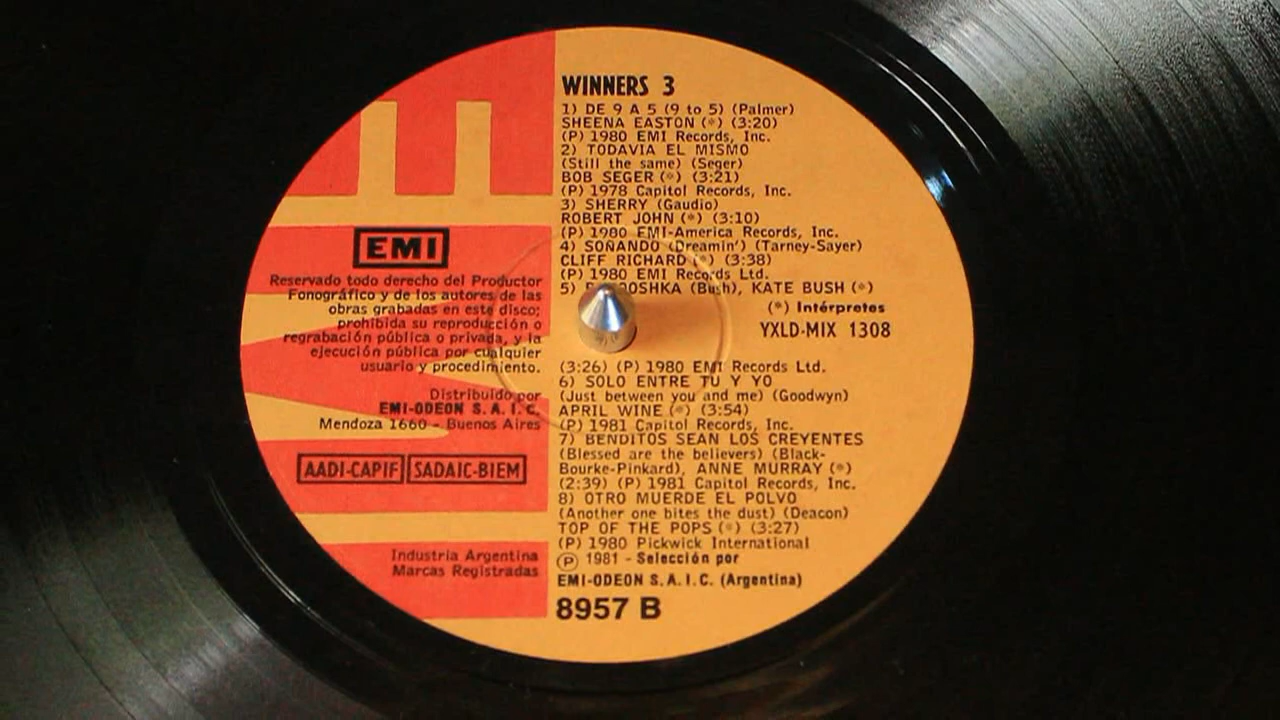 WINNERS 3
1) DE 9 A 5 (9 to 5) (Palmer)
SHEENA EASTON (*) (3:20)
(P) 1980 EMI Records, Inc.
2) TODAVIA EL MISMO
(Still the same) (Seger)
BOB SEGER (*) (3:21)
(P) 1978 Capitol Records, Inc.
3) SHERRY (Gaudio)
ROBERT JOHN (*) (3:10)
(P) 1980 EMI-America Records, Inc.
4) SOÑANDO (Dreamin') (Tarney-Sayer)
CLIFF RICHARD (*) (3:38)
(P) 1980 EMI Records Ltd.
5) (Bush), KATE BUSH (*)
(*) Intérpretes
YXLD-MIX 1308
(3:26) (P) 1980 EMI Records Ltd.
6) SOLO ENTRE TU Y YO
(Just between you and me) (Goodwyn)
APRIL WINE (*) (3:54)
(P) 1981 Capitol Records, Inc.
7) BENDITOS SEAN LOS CREYENTES
(Blessed are the believers) (Black-
Bourke-Pinkard), ANNE MURRAY (*)
(2:39) (P) 1981 Capitol Records, Inc.
8) OTRO MUERDE EL POLVO
(Another one bites the dust) (Deacon)
TOP OF THE POPS (*) (3:27)
(P) 1980 Pickwick International
Ⓟ 1981 - Selección por
EMI-ODEON S.A.I.C. (Argentina)
8957 B
EMI
Reservado todo derecho del Productor
Fonográfico y de los autores de las
obras grabadas en este disco;
prohibida su reproducción o
regrabación pública o privada, y la
ejecución pública por cualquier
usuario y procedimiento.
Distribuido por
EMI-ODEON S.A.I.C.
Mendoza 1660 - Buenos Aires
AADI-CAPIF SADAIC-BIEM
Industria Argentina
Marcas Registradas
EMI